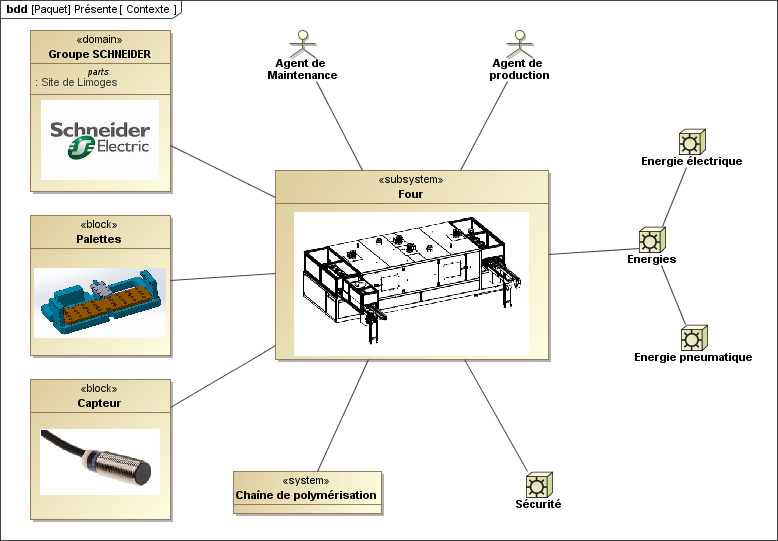 bdd [Paquet] Présente [ Contexte ]
«domain»
Groupe SCHNEIDER
parts
: Site de Limoges
Schneider
Electric
Agent de
Maintenance
Agent de
production
«subsystem»
Four
Energie électrique
Energies
Energie pneumatique
«block»
Palettes
«block»
Capteur
«system»
Chaîne de polymérisation
Sécurité